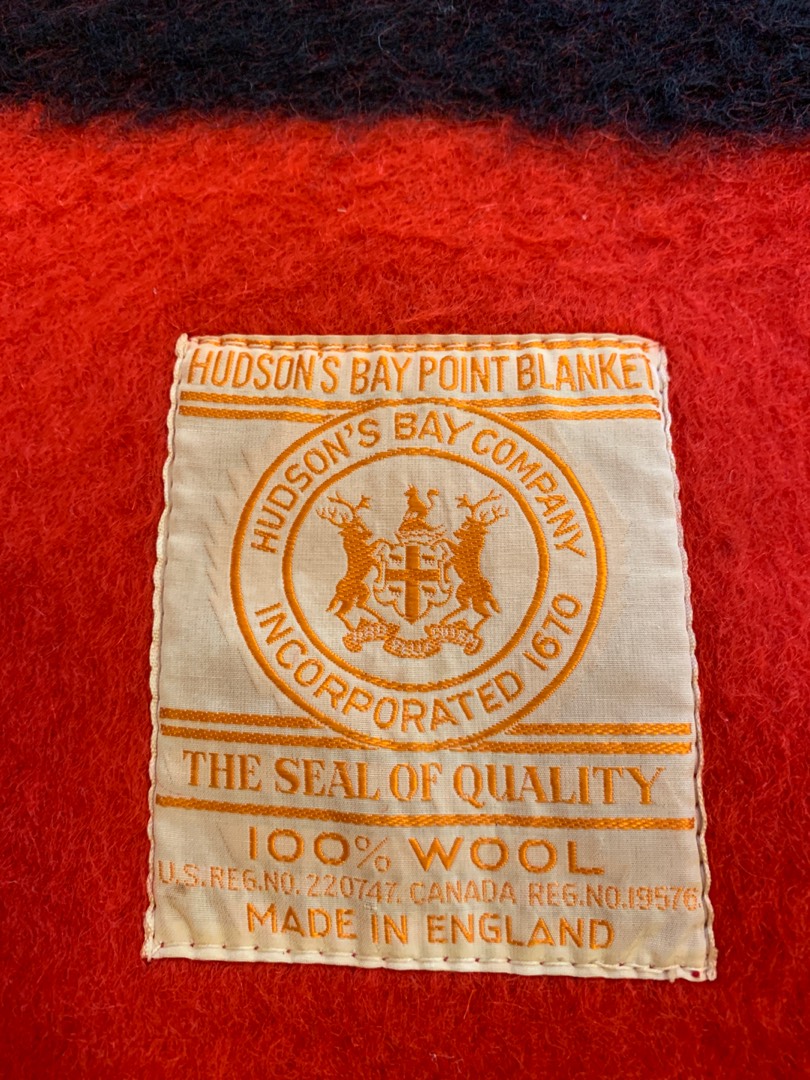 HUDSON'S BAY POINT BLANKET
HUDSON'S BAY COMPANY
INCORPORATED 1670
THE SEAL OF QUALITY
100% WOOL
U.S. REG. NO. 220747. CANADA REG. NO. 19576.
MADE IN ENGLAND